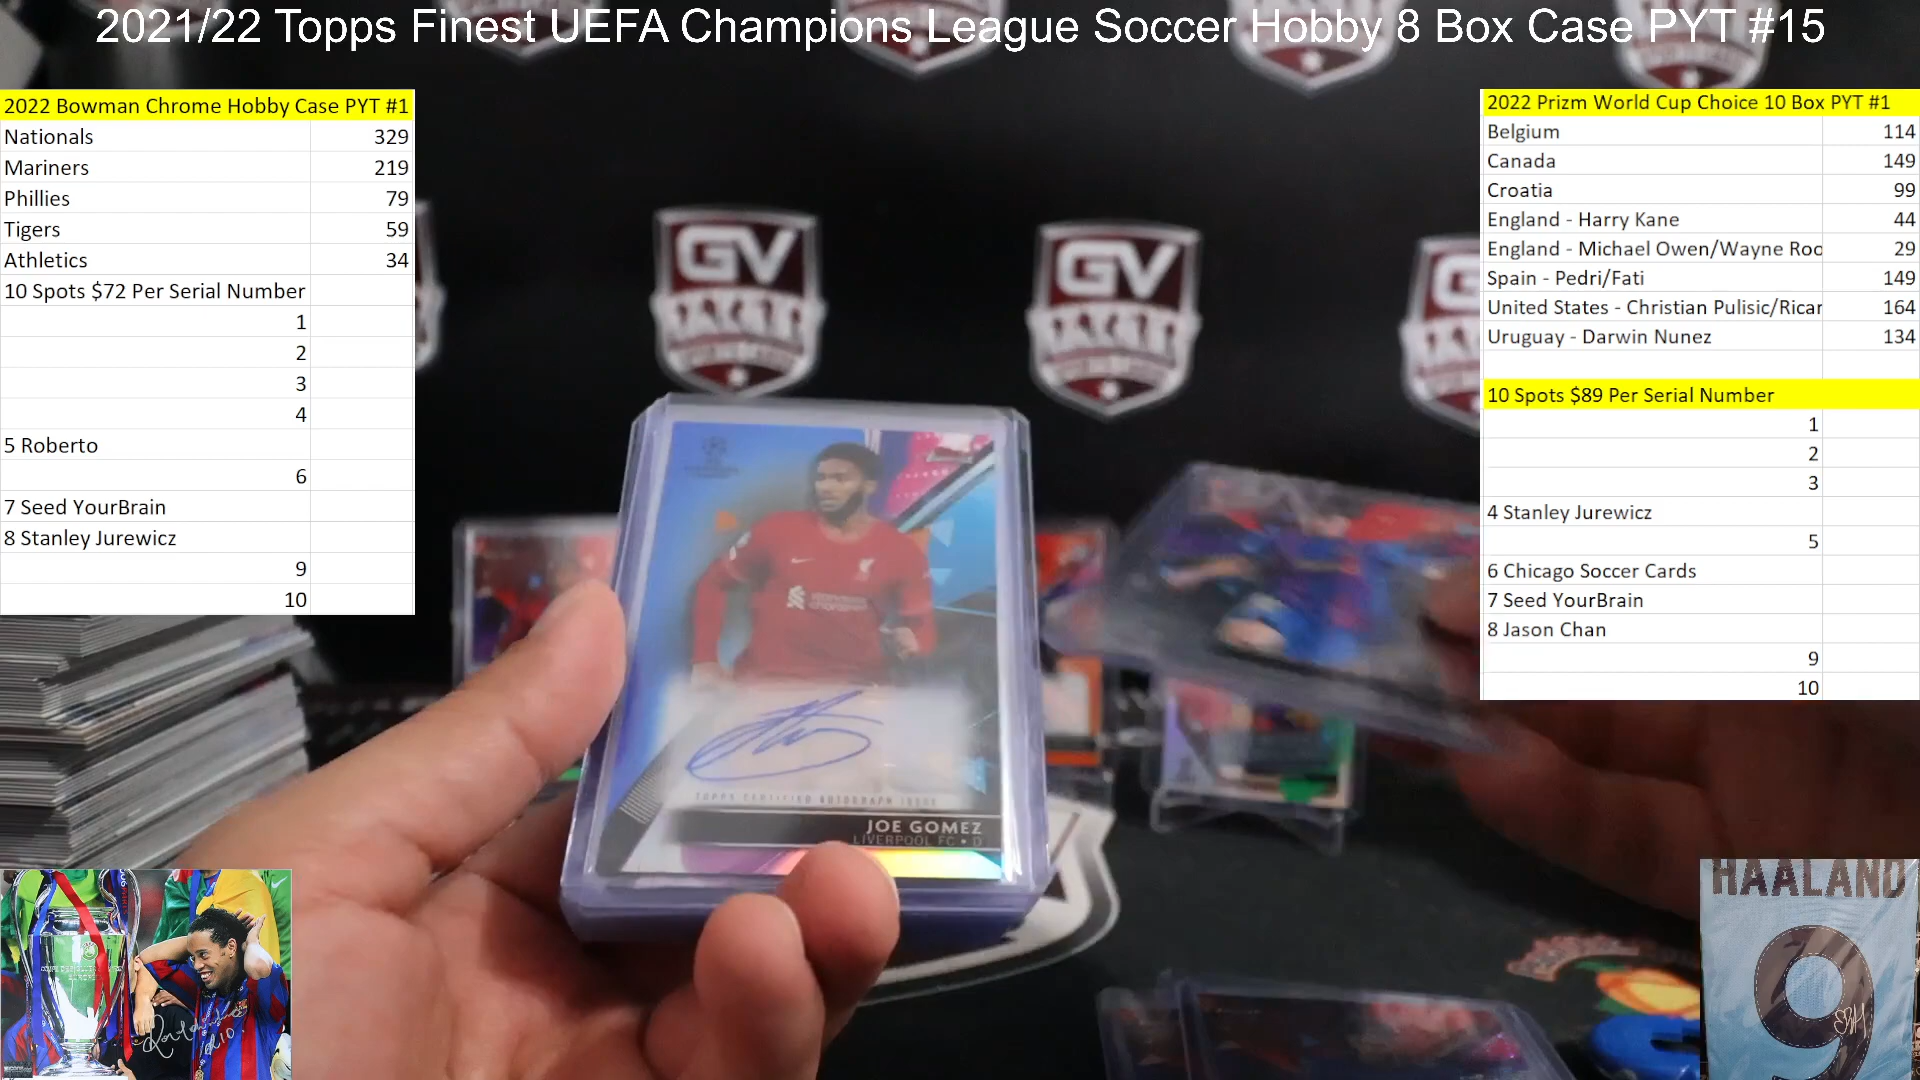 2021/22 Topps Finest UEFA Champions League Soccer Hobby 8 Box Case PYT #15
2022 Bowman Chrome Hobby Case PYT #1
Nationals 329
Mariners 219
Phillies 79
Tigers 59
Athletics 34
10 Spots $72 Per Serial Number
1
2
3
4
5 Roberto
6
7 Seed YourBrain
8 Stanley Jurewicz
9
10
2022 Prizm World Cup Choice 10 Box PYT #1
Belgium 114
Canada 149
Croatia 99
England - Harry Kane 44
England - Michael Owen/Wayne Roo 29
Spain - Pedri/Fati 149
United States - Christian Pulisic/Ricar 164
Uruguay - Darwin Nunez 134
10 Spots $89 Per Serial Number
1
2
3
4 Stanley Jurewicz
5
6 Chicago Soccer Cards
7 Seed YourBrain
8 Jason Chan
9
10
GV
GV
TOPPS CERTIFIED AUTOGRAPH ISSUE
JOE GOMEZ
LIVERPOOL FC • D
HAALAND
9